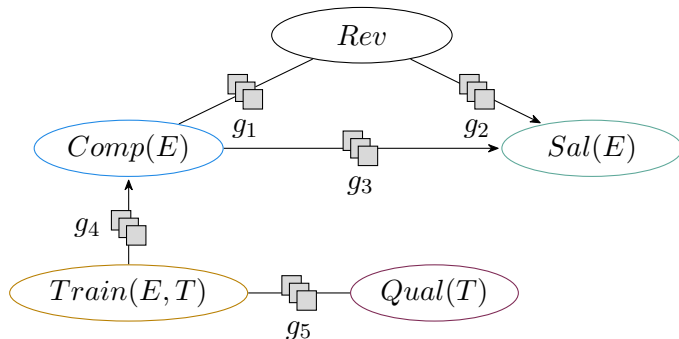 Rev
g1 g2
Comp(E) g3 Sal(E)
g4
Train(E, T) g5 Qual(T)